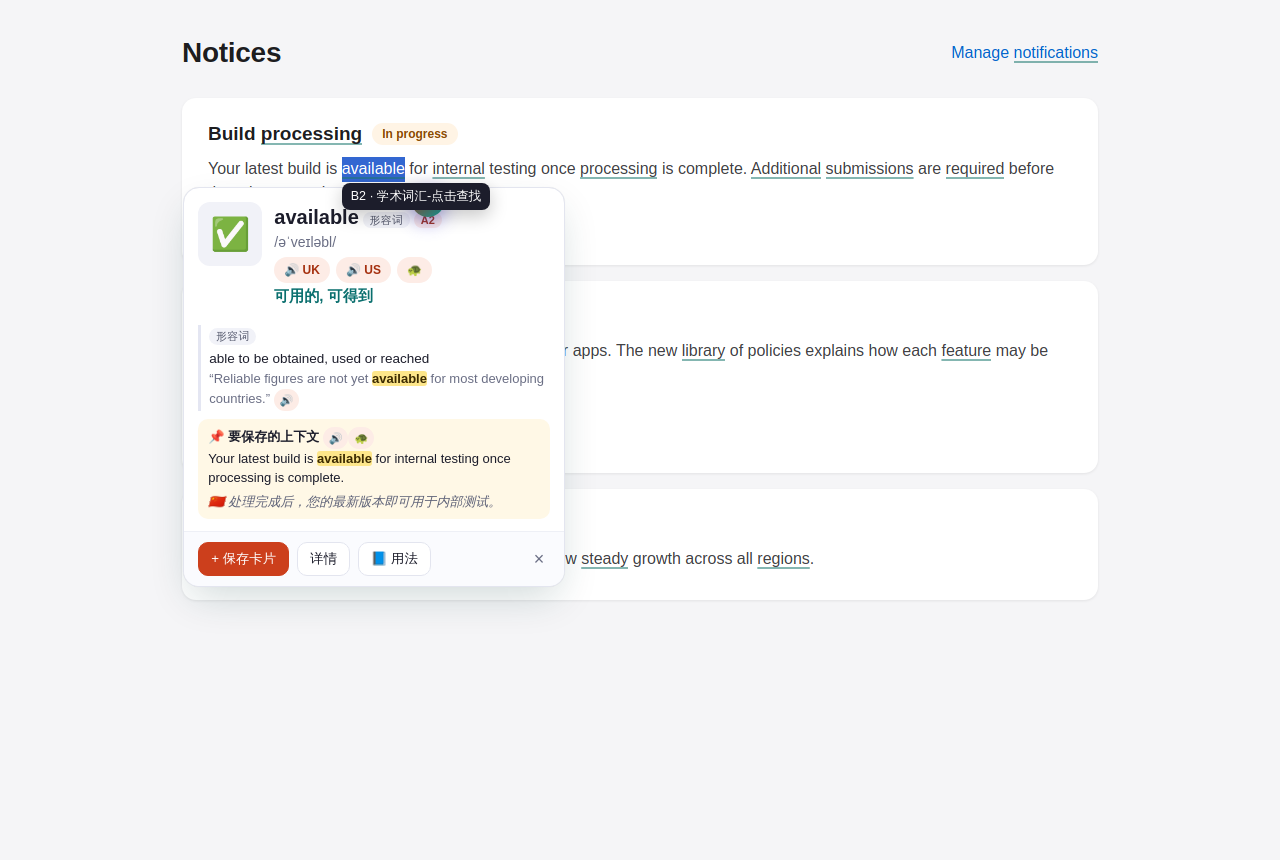 Notices
Manage notifications
Build processing In progress
Your latest build is available for internal testing once processing is complete. Additional submissions are required before
B2 · 学术词汇-点击查找
available 形容词 A2
/əˈveɪləbl/
UK US
可用的, 可得到
形容词
able to be obtained, used or reached
“Reliable figures are not yet available for most developing
countries.”
要保存的上下文
Your latest build is available for internal testing once
processing is complete.
处理完成后，您的最新版本即可用于内部测试。
+ 保存卡片 详情 用法 ×
apps. The new library of policies explains how each feature may be
steady growth across all regions.